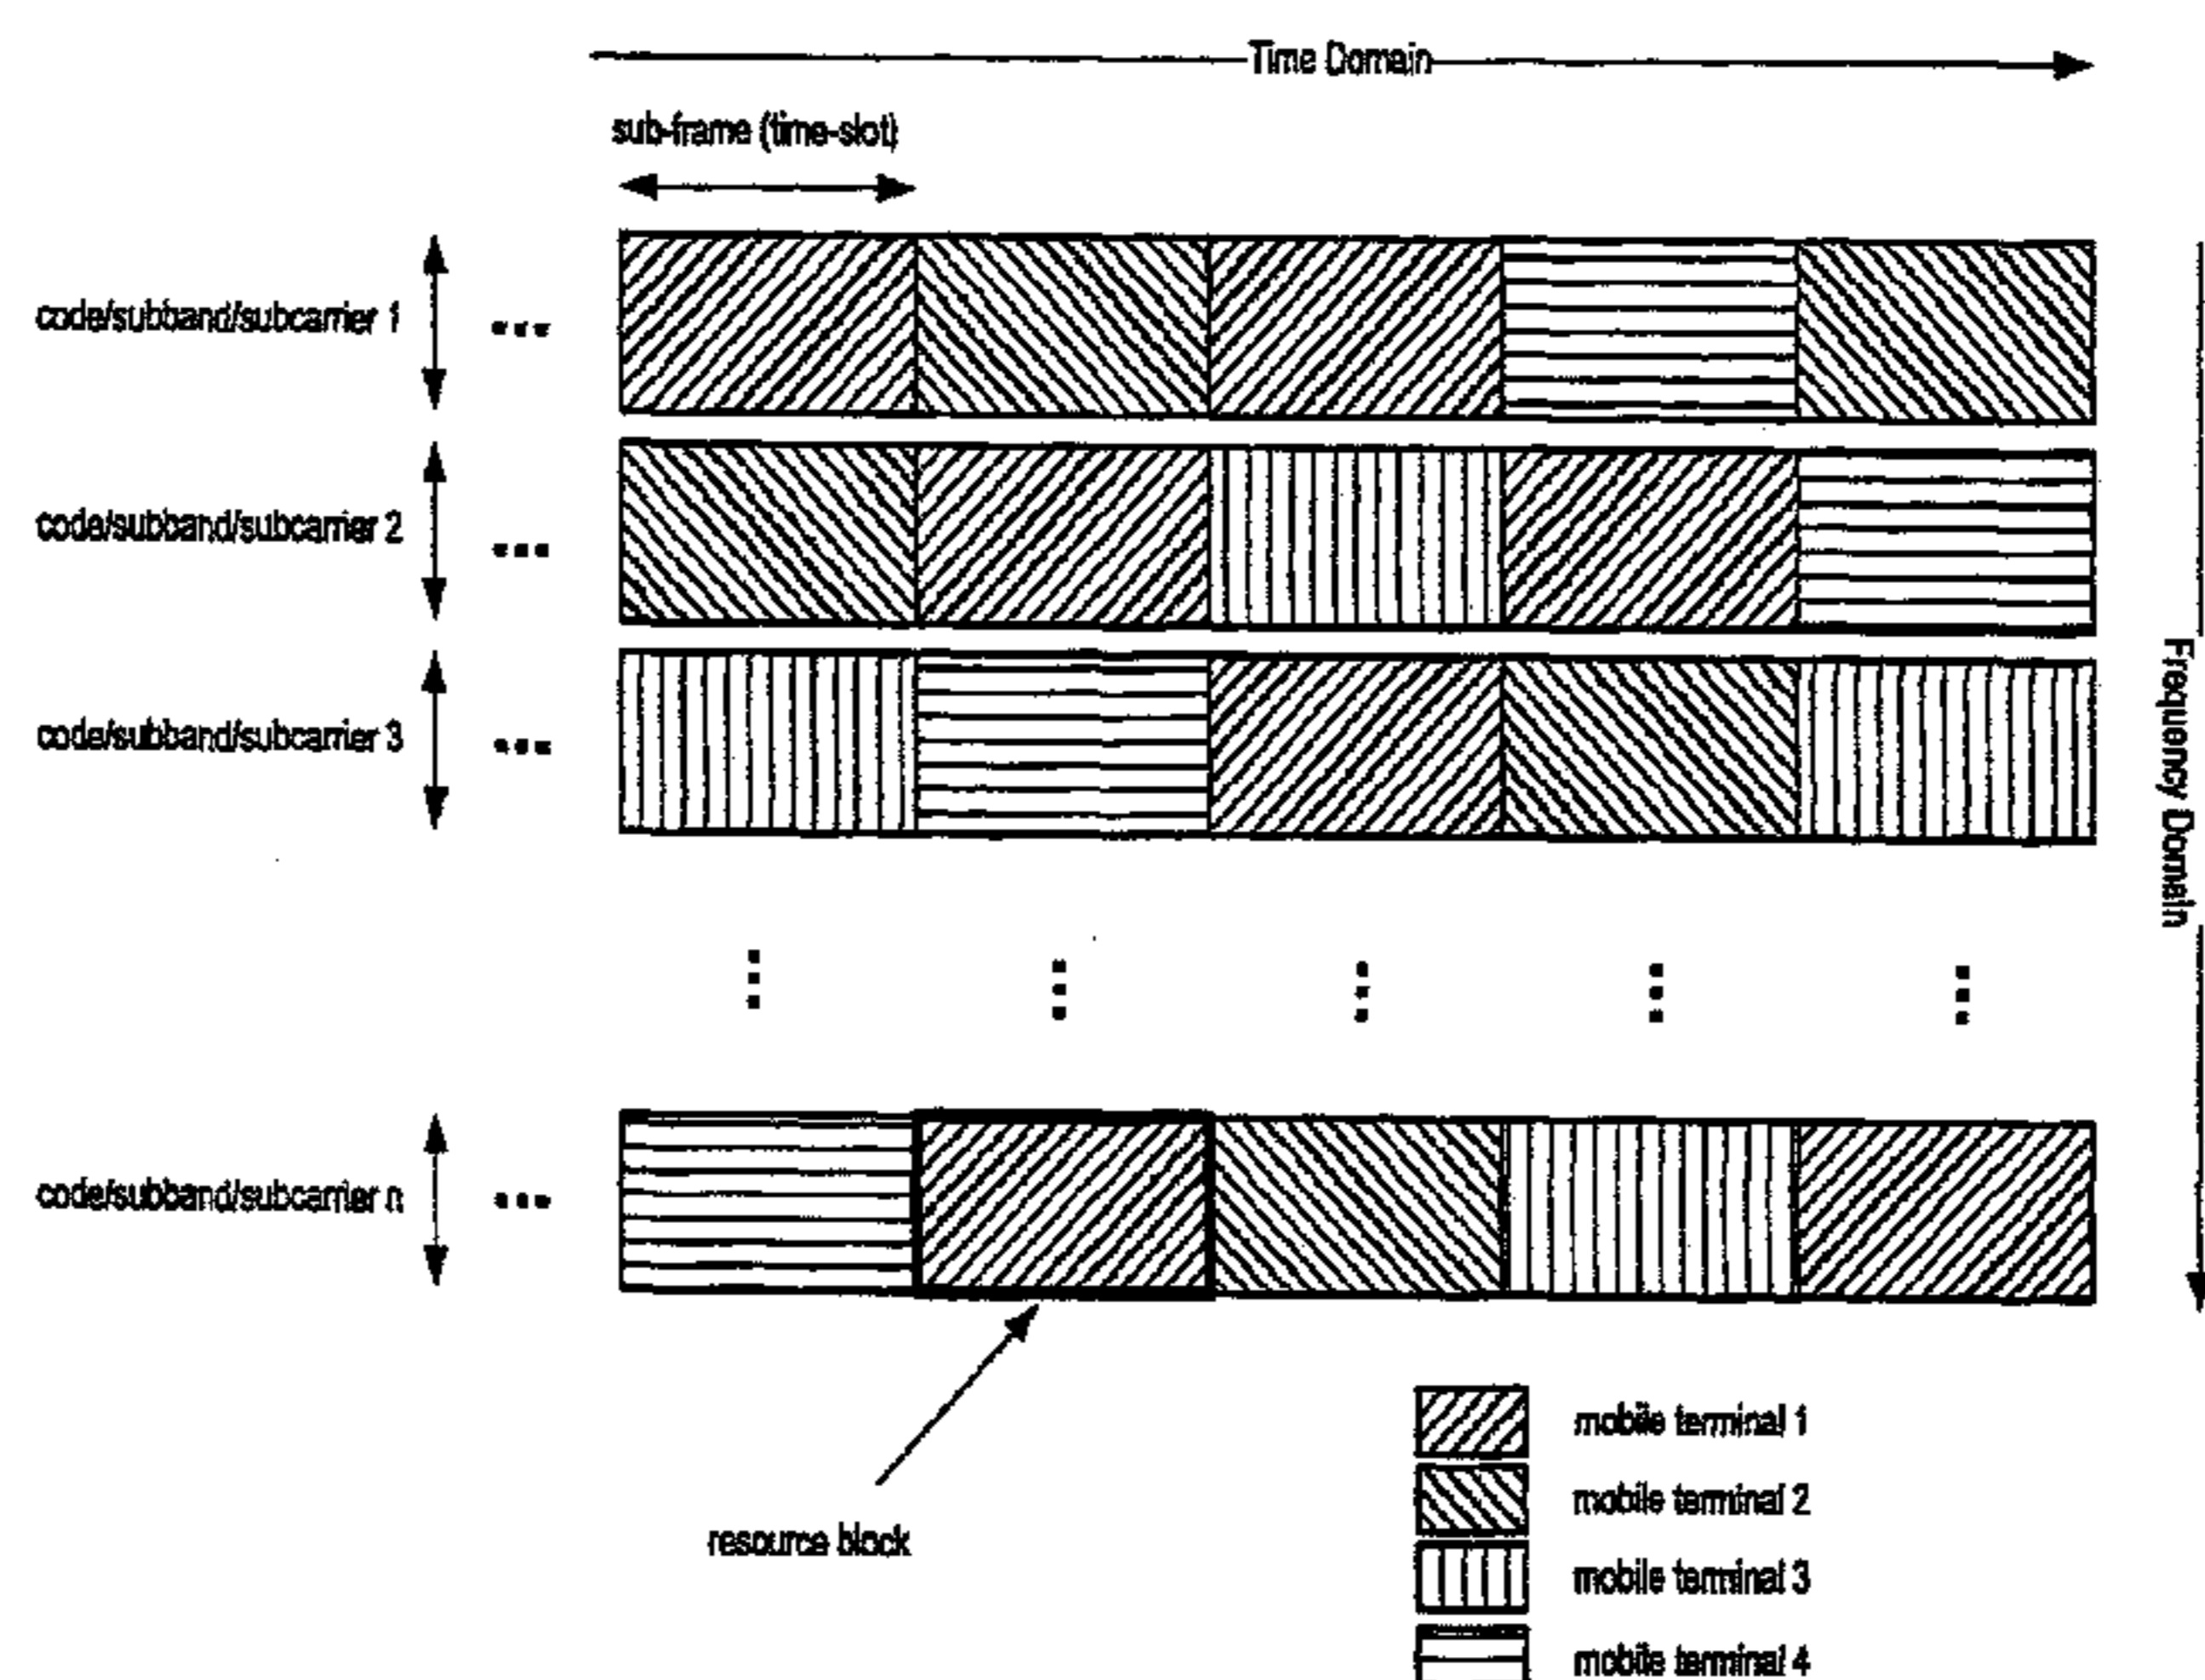 Time Domain
sub-frame (time-slot)
code/subband/subcarrier 1
code/subband/subcarrier 2
code/subband/subcarrier 3
Frequency Domain
code/subband/subcarrier n
resource block
mobile terminal 1
mobile terminal 2
mobile terminal 3
mobile terminal 4